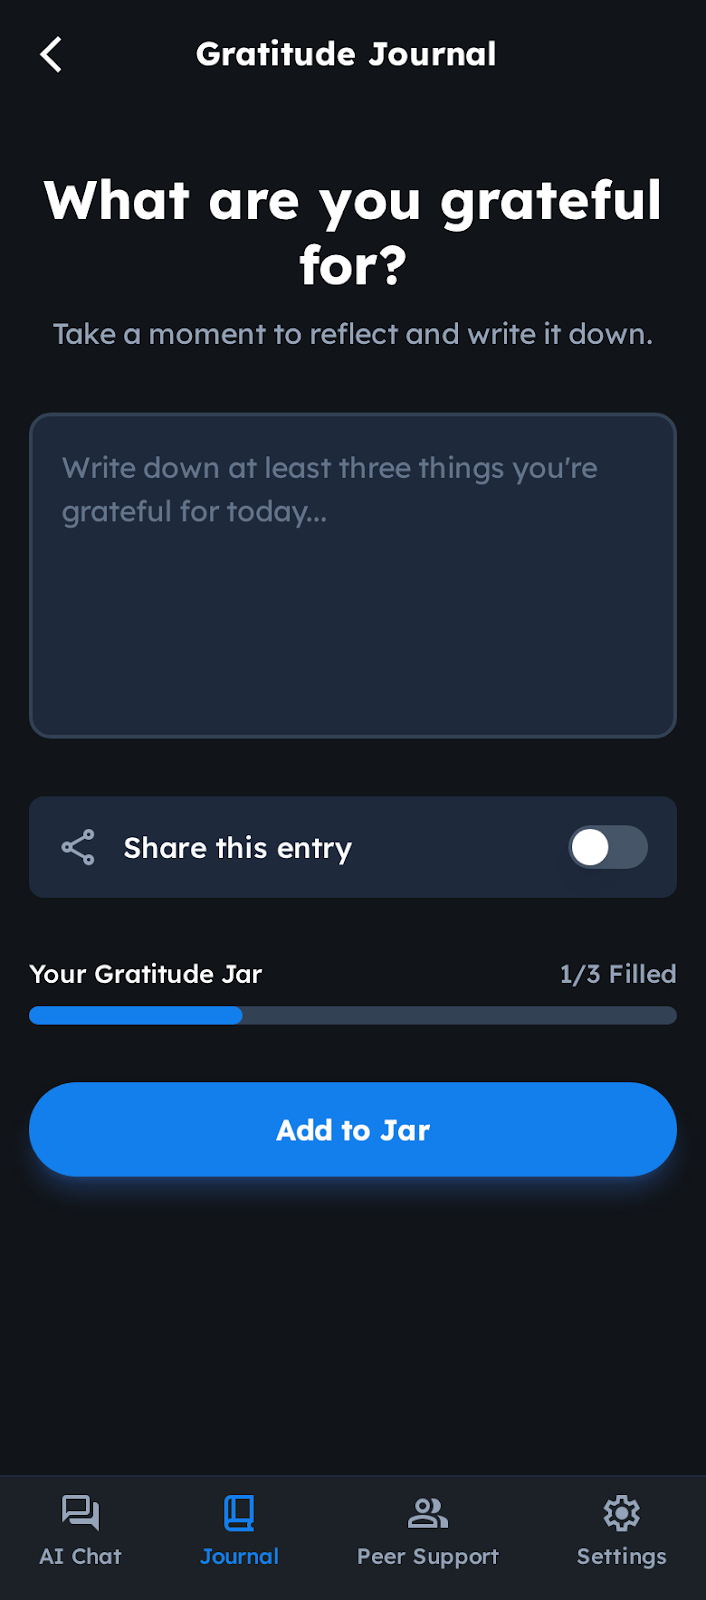 Gratitude Journal
What are you grateful
for?
Take a moment to reflect and write it down.
Write down at least three things you're
grateful for today...
Share this entry
Your Gratitude Jar
1/3 Filled
Add to Jar
AI Chat
Journal
Peer Support
Settings